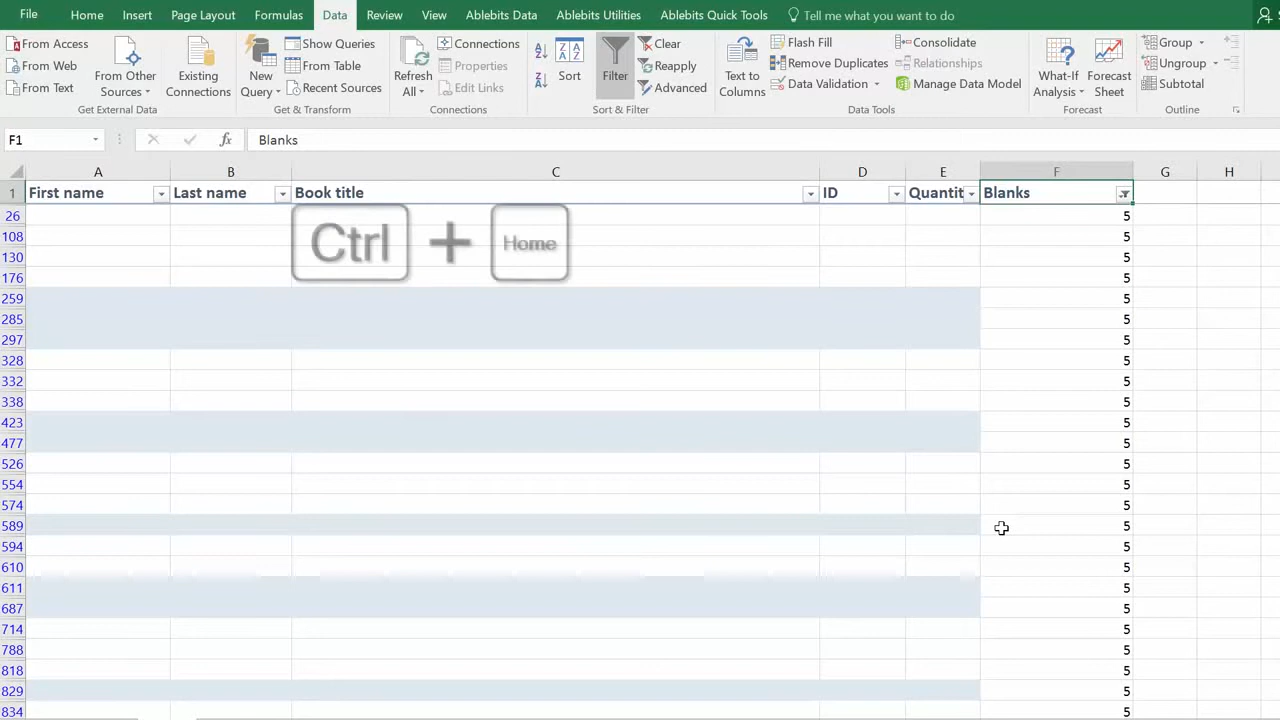 File Home Insert Page Layout Formulas Data Review View Ablebits Data Ablebits Utilities Ablebits Quick Tools Tell me what you want to do
From Access
From Web
From Text
From Other
Sources
Existing
Connections
Get External Data
New
Query
Show Queries
From Table
Recent Sources
Get & Transform
Refresh
All
Connections
Properties
Edit Links
Connections
Sort
Filter
Clear
Reapply
Advanced
Sort & Filter
Text to
Columns
Flash Fill
Remove Duplicates
Data Validation
Consolidate
Relationships
Manage Data Model
Data Tools
What-If
Analysis
Forecast
Sheet
Forecast
Group
Ungroup
Subtotal
Outline
F1 fx Blanks
A B C D E F G H
1 First name Last name Book title ID Quantit Blanks
26 5
108 5
130 5
176 5
Ctrl + Home
259 5
285 5
297 5
328 5
332 5
338 5
423 5
477 5
526 5
554 5
574 5
589 5
594 5
610 5
611 5
687 5
714 5
788 5
818 5
829 5
834 5